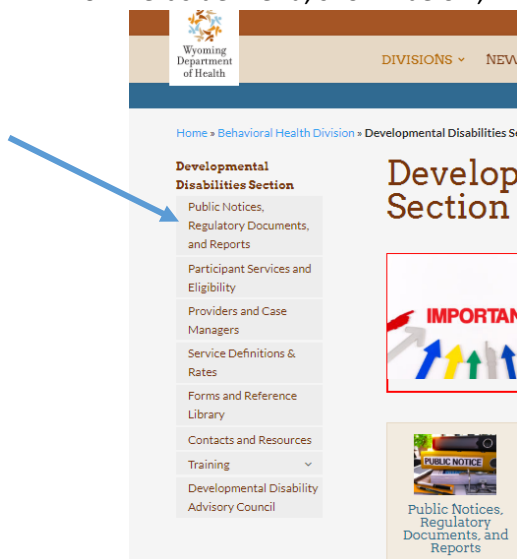 Wyoming
Department
of Health
DIVISIONS
Home » Behavioral Health Division » Developmental Disabilities
Developmental
Disabilities Section
Public Notices,
Regulatory Documents,
and Reports
Participant Services and
Eligibility
Providers and Case
Managers
Service Definitions &
Rates
Forms and Reference
Library
Contacts and Resources
Training
Developmental Disability
Advisory Council
Develop
Section
IMPORTAN
PUBLIC NOTICE
Public Notices,
Regulatory
Documents, and
Reports